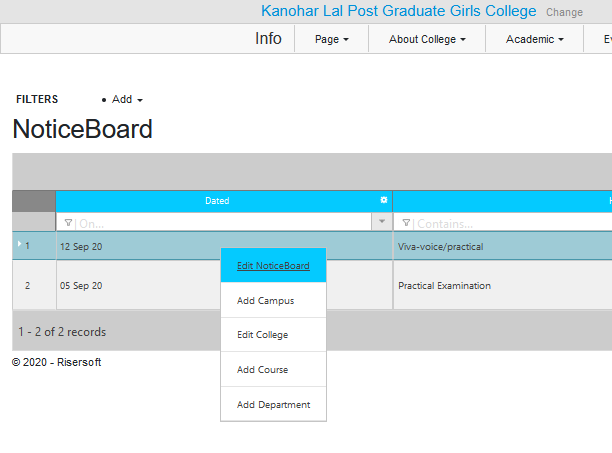 Kanohar Lal Post Graduate Girls College Change
Info Page About College Academic
FILTERS • Add
NoticeBoard
Dated
On... Contains...
1 12 Sep 20 Viva-voice/practical
Edit NoticeBoard
2 05 Sep 20 Practical Examination
Add Campus
Edit College
Add Course
Add Department
1 - 2 of 2 records
© 2020 - Risersoft